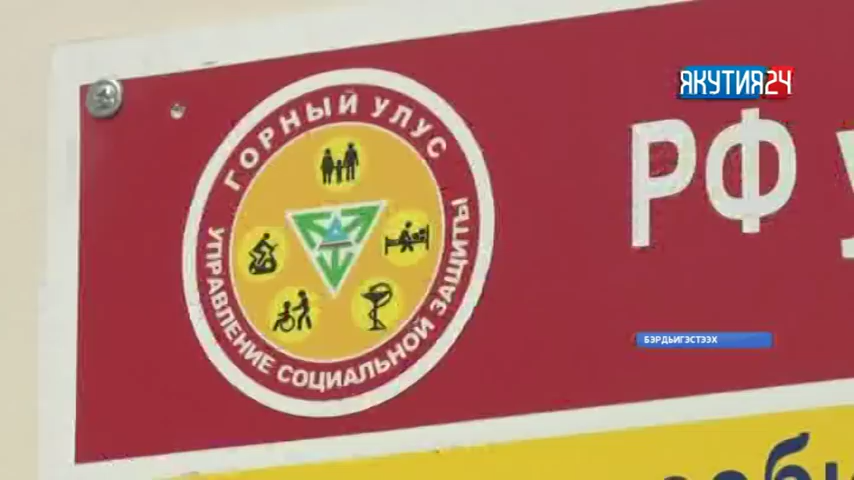 ЯКУТИЯ24
ГОРНЫЙ УЛУС
УПРАВЛЕНИЕ СОЦИАЛЬНОЙ ЗАЩИТЫ
РФ
БЭРДЬИГЭСТЭЭХ